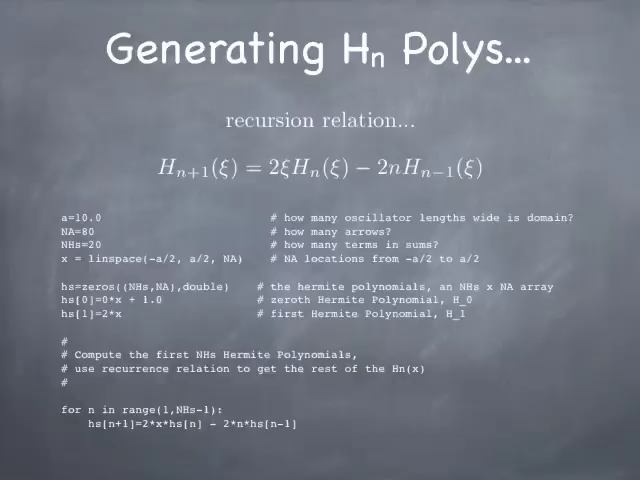 Generating Hn Polys...
recursion relation...
H_{n+1}(ξ) = 2ξH_n(ξ) − 2nH_{n−1}(ξ)
a=10.0 # how many oscillator lengths wide is domain?
NA=80 # how many arrows?
NHs=20 # how many terms in sums?
x = linspace(-a/2, a/2, NA) # NA locations from -a/2 to a/2
hs=zeros((NHs,NA),double) # the hermite polynomials, an NHs x NA array
hs[0]=0*x + 1.0 # zeroth Hermite Polynomial, H_0
hs[1]=2*x # first Hermite Polynomial, H_1
#
# Compute the first NHs Hermite Polynomials,
# use recurrence relation to get the rest of the Hn(x)
#
for n in range(1,NHs-1):
    hs[n+1]=2*x*hs[n] - 2*n*hs[n-1]